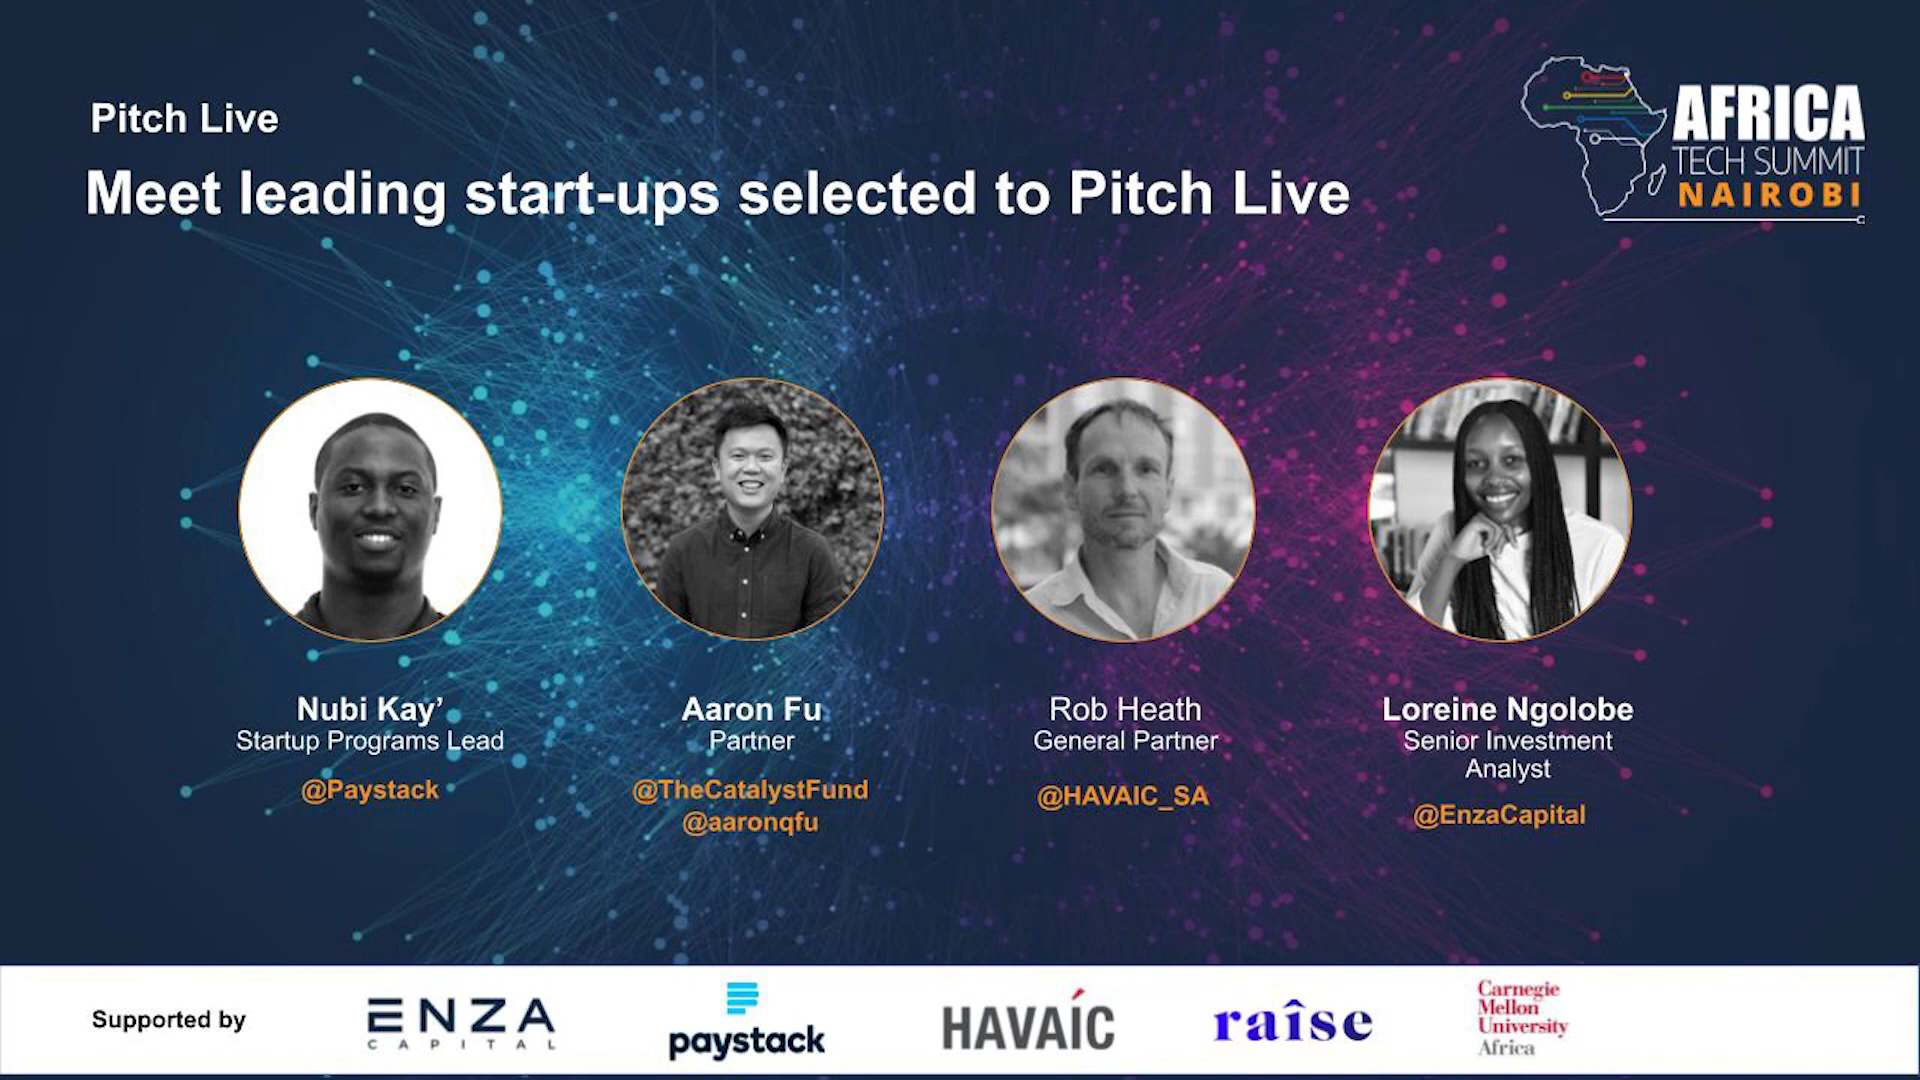 Pitch Live
Meet leading start-ups selected to Pitch Live
AFRICA
TECH SUMMIT
NAIROBI
Nubi Kay’
Startup Programs Lead
@Paystack
Aaron Fu
Partner
@TheCatalystFund
@aaronqfu
Rob Heath
General Partner
@HAVAIC_SA
Loreine Ngolobe
Senior Investment
Analyst
@EnzaCapital
Supported by
ENZA
CAPITAL
paystack
HAVAÍC
raîse
Carnegie
Mellon
University
Africa